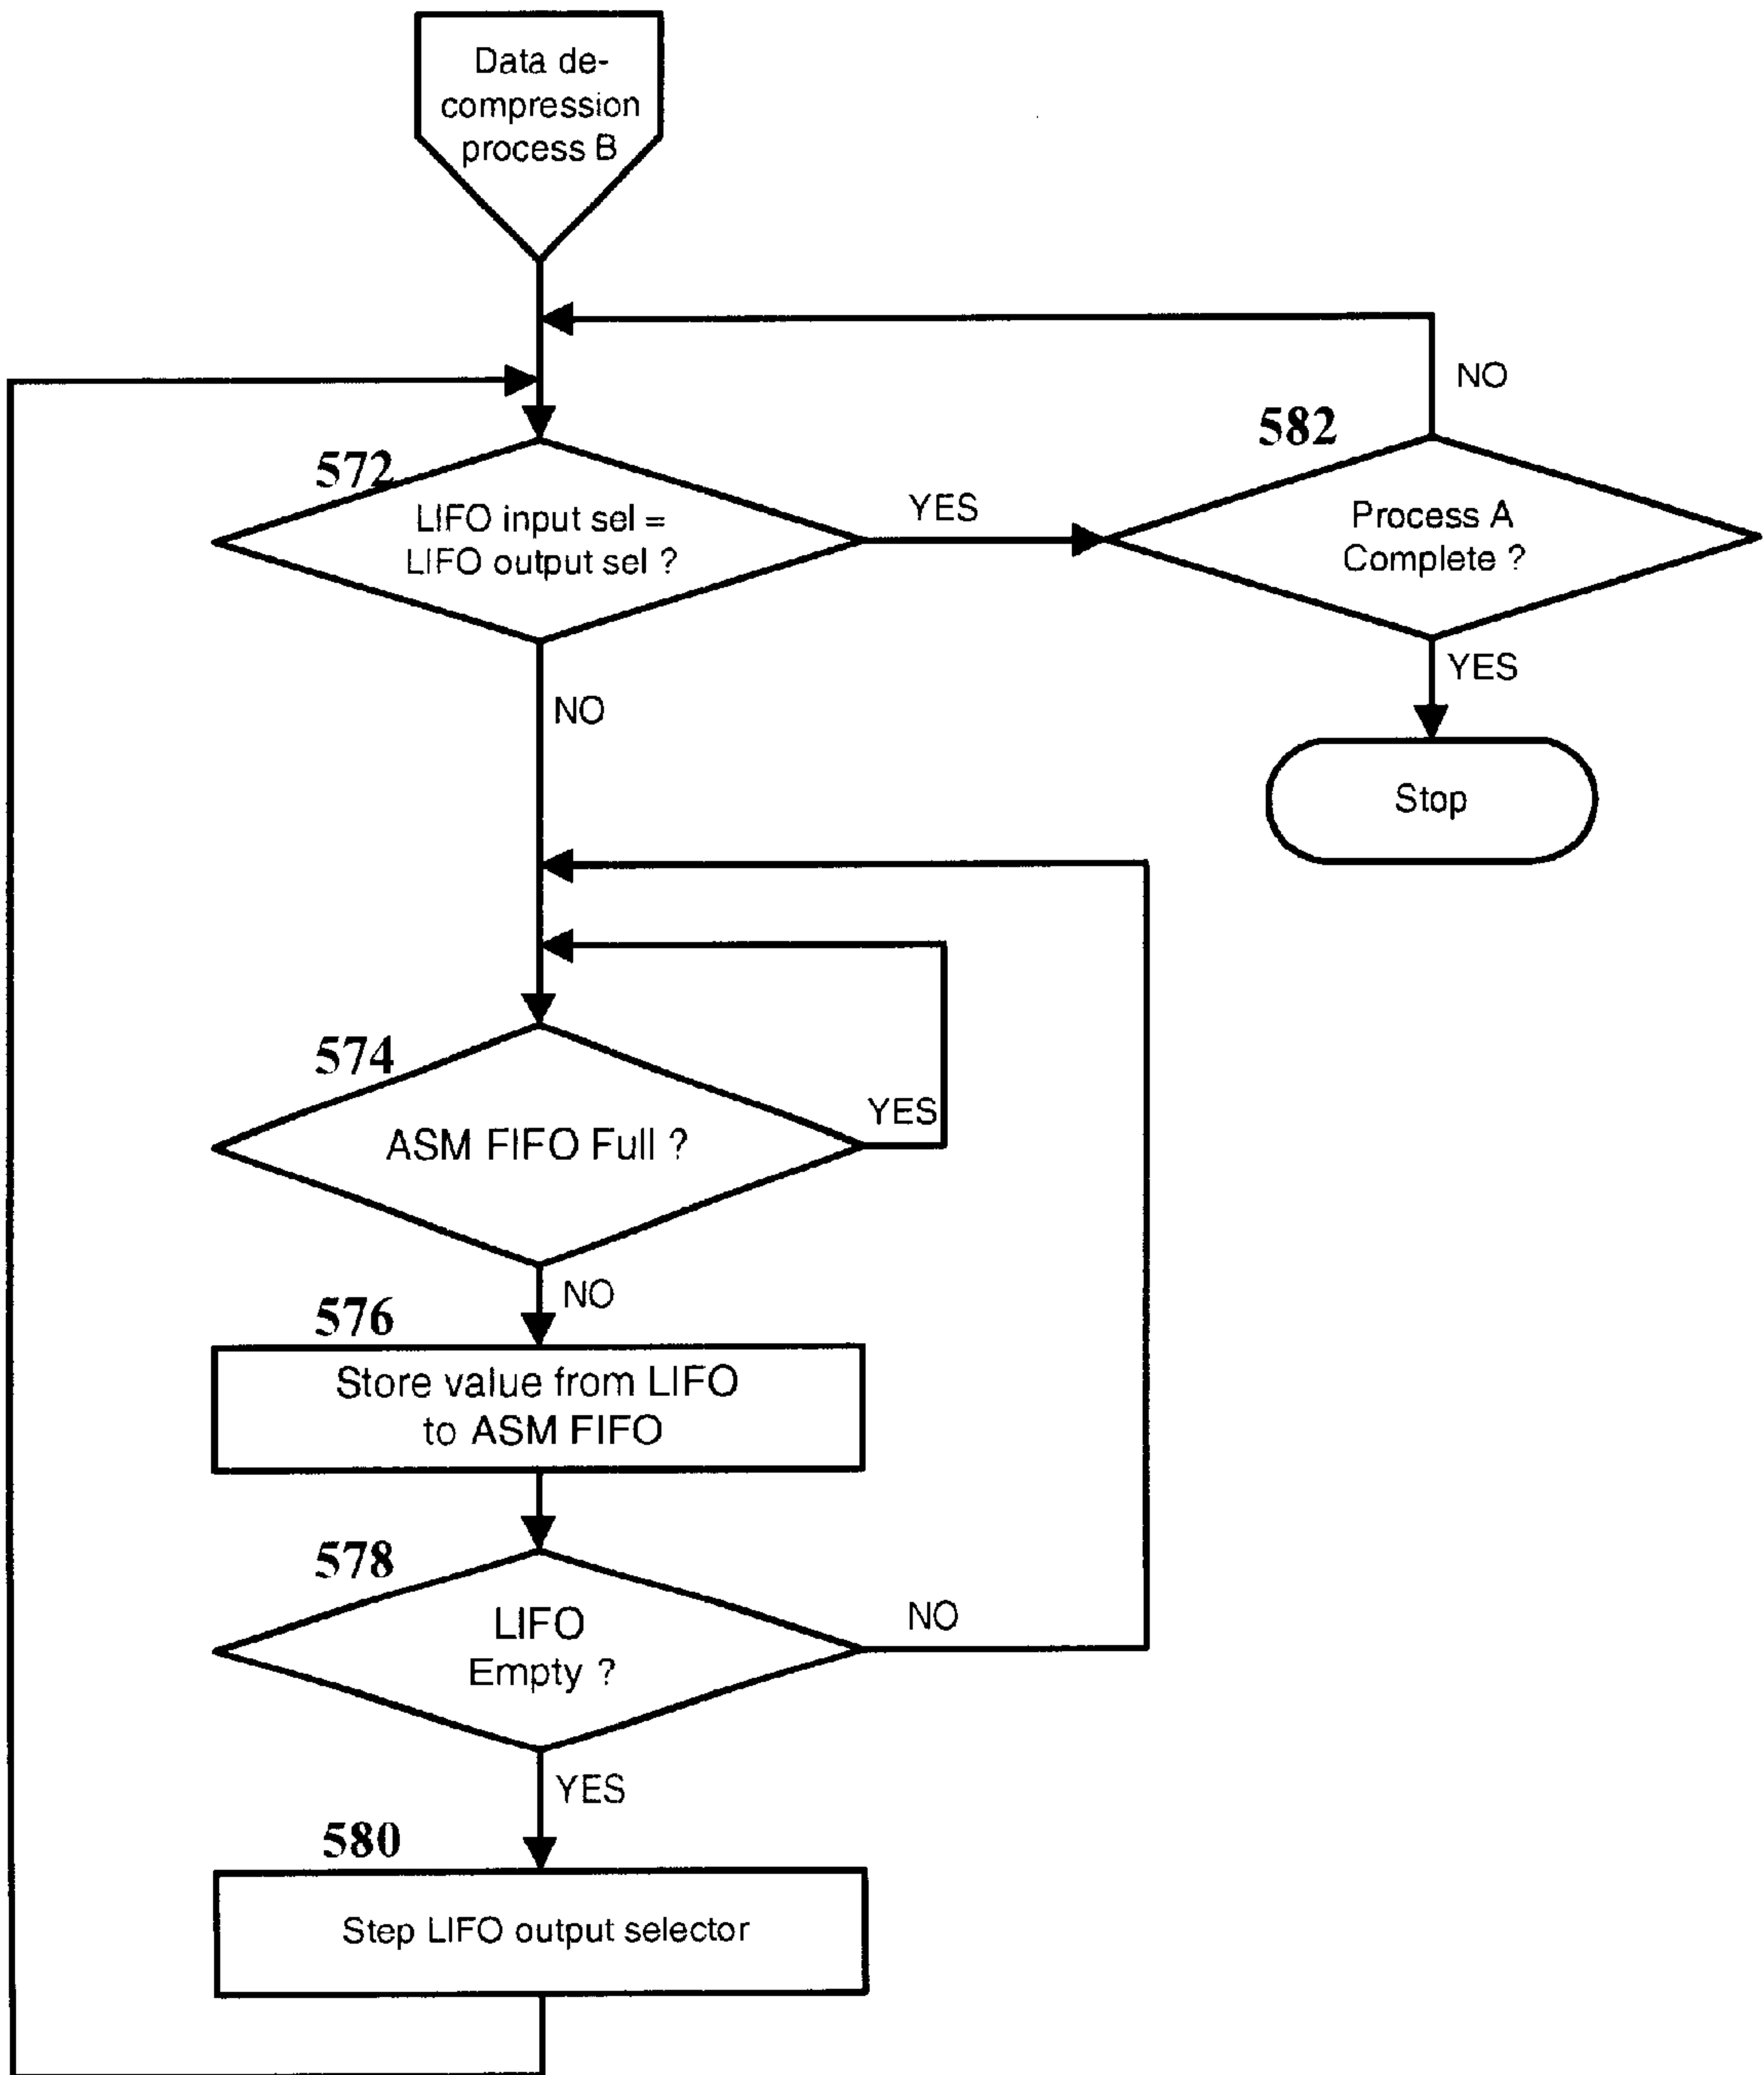 Data de-
compression
process B
NO
582
572
LIFO input sel =
LIFO output sel ?
YES
Process A
Complete ?
YES
NO
Stop
574
YES
ASM FIFO Full ?
NO
576
Store value from LIFO
to ASM FIFO
578
NO
LIFO
Empty ?
YES
580
Step LIFO output selector